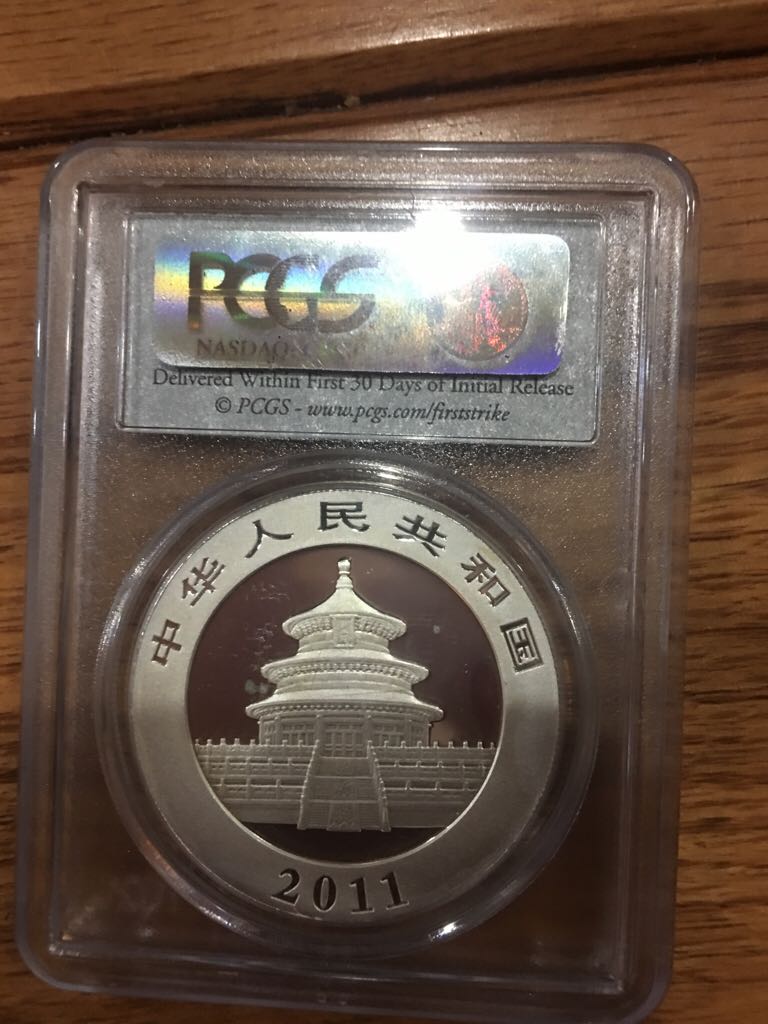 PCGS
NASDAQ
Delivered Within First 30 Days of Initial Release
© PCGS - www.pcgs.com/firststrike
中华人民共和国
2011